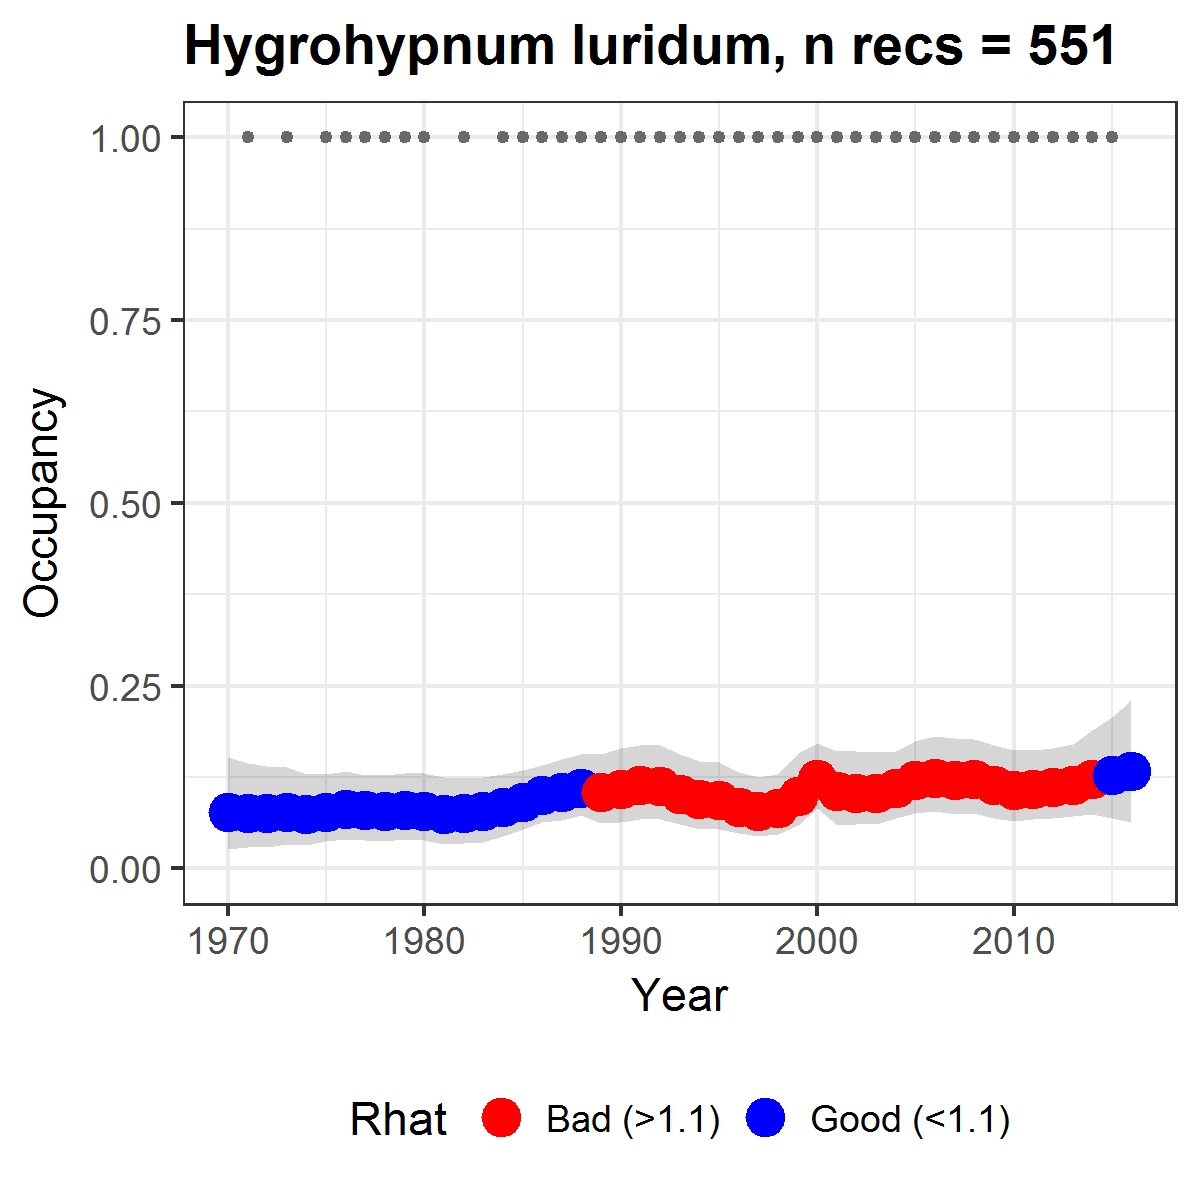 Hygrohypnum luridum, n recs = 551
1.00
0.75
0.50
0.25
0.00
Occupancy
1970 1980 1990 2000 2010
Year
Rhat Bad (>1.1) Good (<1.1)